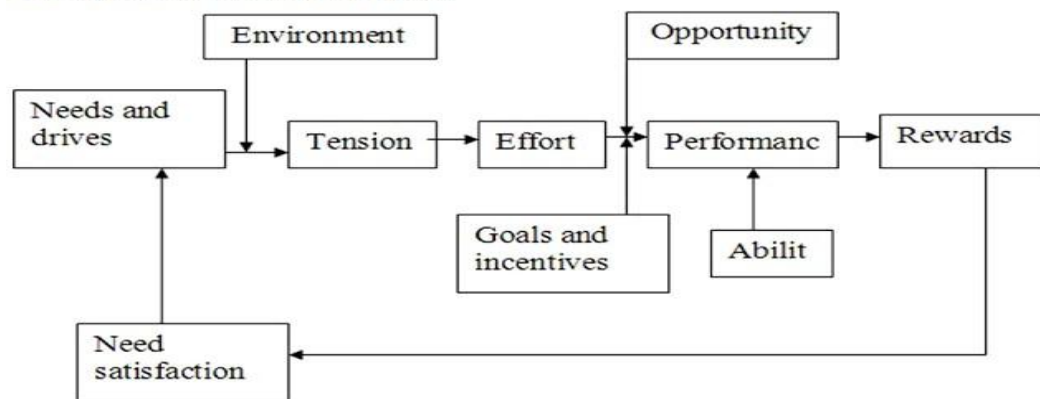 Environment
Opportunity
Needs and
drives
Tension
Effort
Performanc
Rewards
Goals and
incentives
Abilit
Need
satisfaction